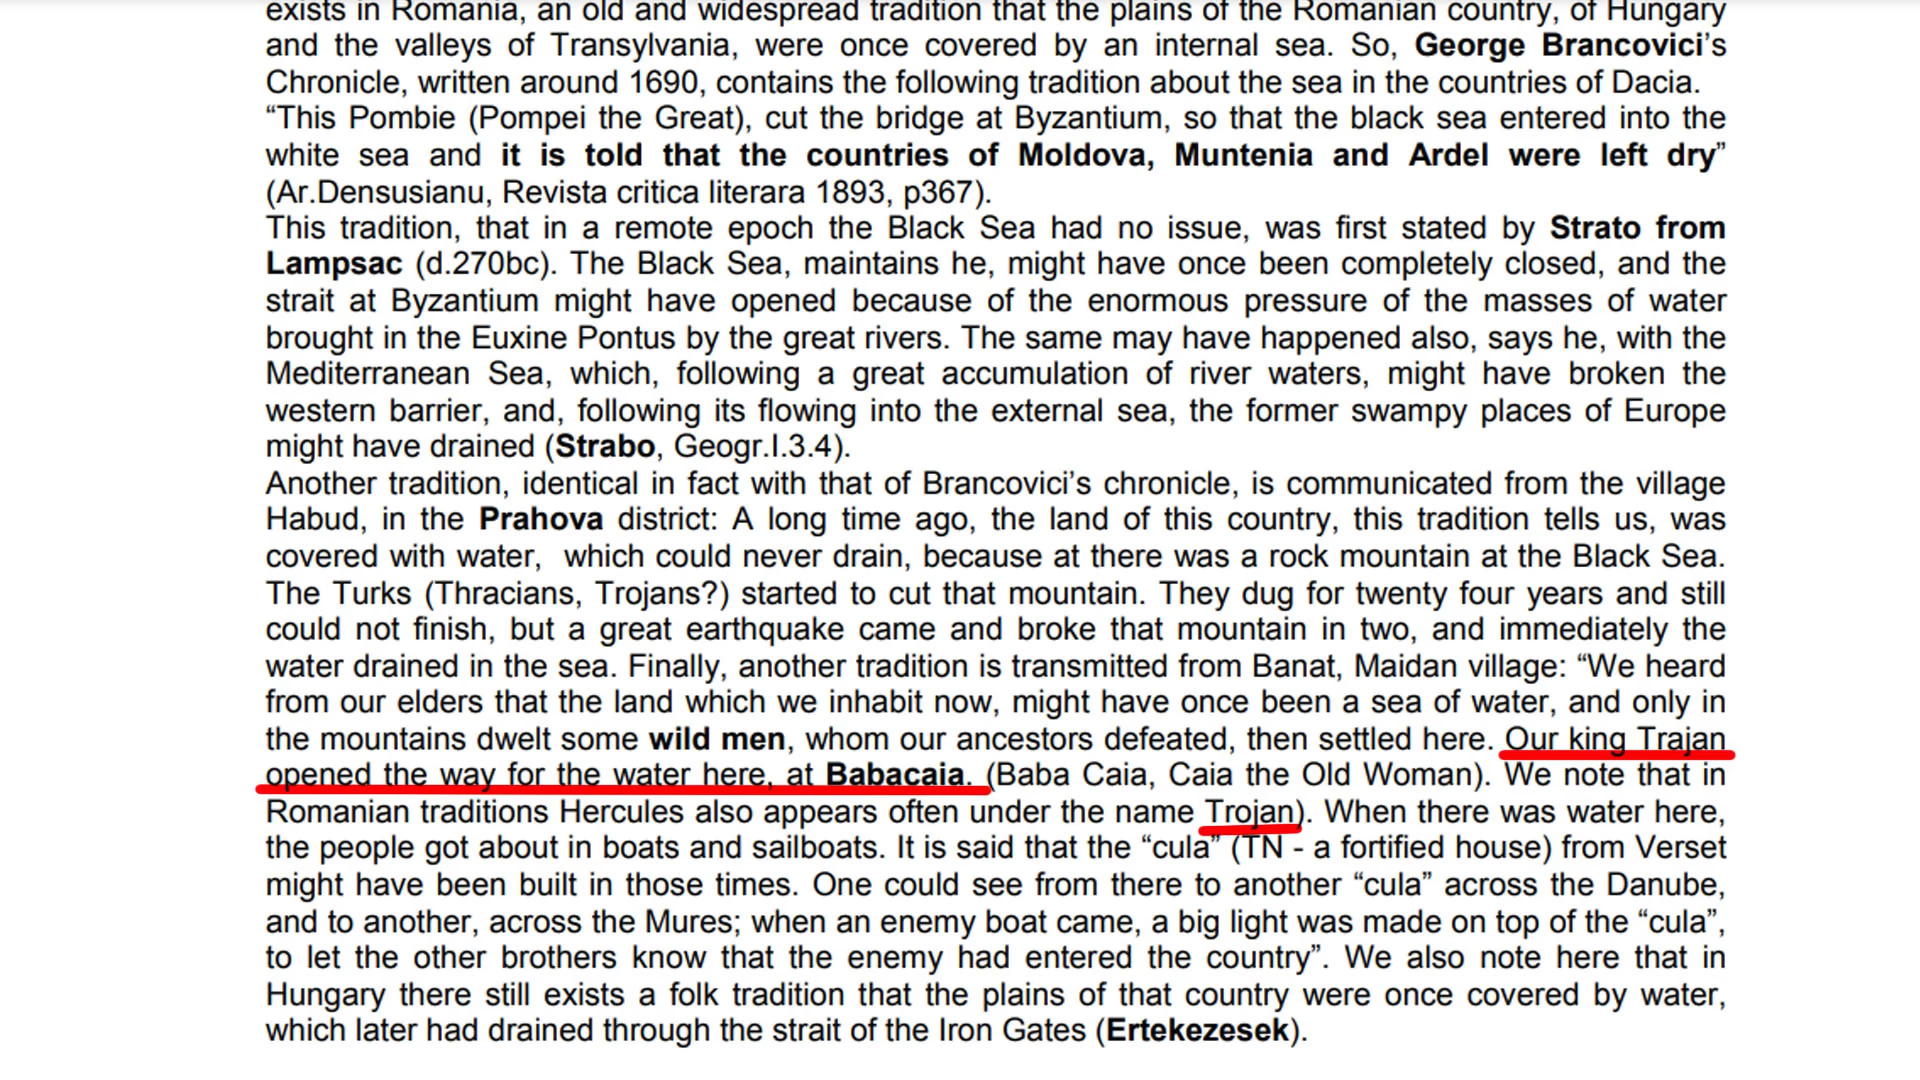 exists in Romania, an old and widespread tradition that the plains of the Romanian country, of Hungary
and the valleys of Transylvania, were once covered by an internal sea. So, George Brancovici’s
Chronicle, written around 1690, contains the following tradition about the sea in the countries of Dacia.
“This Pombie (Pompei the Great), cut the bridge at Byzantium, so that the black sea entered into the
white sea and it is told that the countries of Moldova, Muntenia and Ardel were left dry”
(Ar.Densusianu, Revista critica literara 1893, p367).
This tradition, that in a remote epoch the Black Sea had no issue, was first stated by Strato from
Lampsac (d.270bc). The Black Sea, maintains he, might have once been completely closed, and the
strait at Byzantium might have opened because of the enormous pressure of the masses of water
brought in the Euxine Pontus by the great rivers. The same may have happened also, says he, with the
Mediterranean Sea, which, following a great accumulation of river waters, might have broken the
western barrier, and, following its flowing into the external sea, the former swampy places of Europe
might have drained (Strabo, Geogr.I.3.4).
Another tradition, identical in fact with that of Brancovici’s chronicle, is communicated from the village
Habud, in the Prahova district: A long time ago, the land of this country, this tradition tells us, was
covered with water,  which could never drain, because at there was a rock mountain at the Black Sea.
The Turks (Thracians, Trojans?) started to cut that mountain. They dug for twenty four years and still
could not finish, but a great earthquake came and broke that mountain in two, and immediately the
water drained in the sea. Finally, another tradition is transmitted from Banat, Maidan village: “We heard
from our elders that the land which we inhabit now, might have once been a sea of water, and only in
the mountains dwelt some wild men, whom our ancestors defeated, then settled here. Our king Trajan
opened the way for the water here, at Babacaia. (Baba Caia, Caia the Old Woman). We note that in
Romanian traditions Hercules also appears often under the name Trojan). When there was water here,
the people got about in boats and sailboats. It is said that the “cula” (TN - a fortified house) from Verset
might have been built in those times. One could see from there to another “cula” across the Danube,
and to another, across the Mures; when an enemy boat came, a big light was made on top of the “cula”,
to let the other brothers know that the enemy had entered the country”. We also note here that in
Hungary there still exists a folk tradition that the plains of that country were once covered by water,
which later had drained through the strait of the Iron Gates (Ertekezesek).